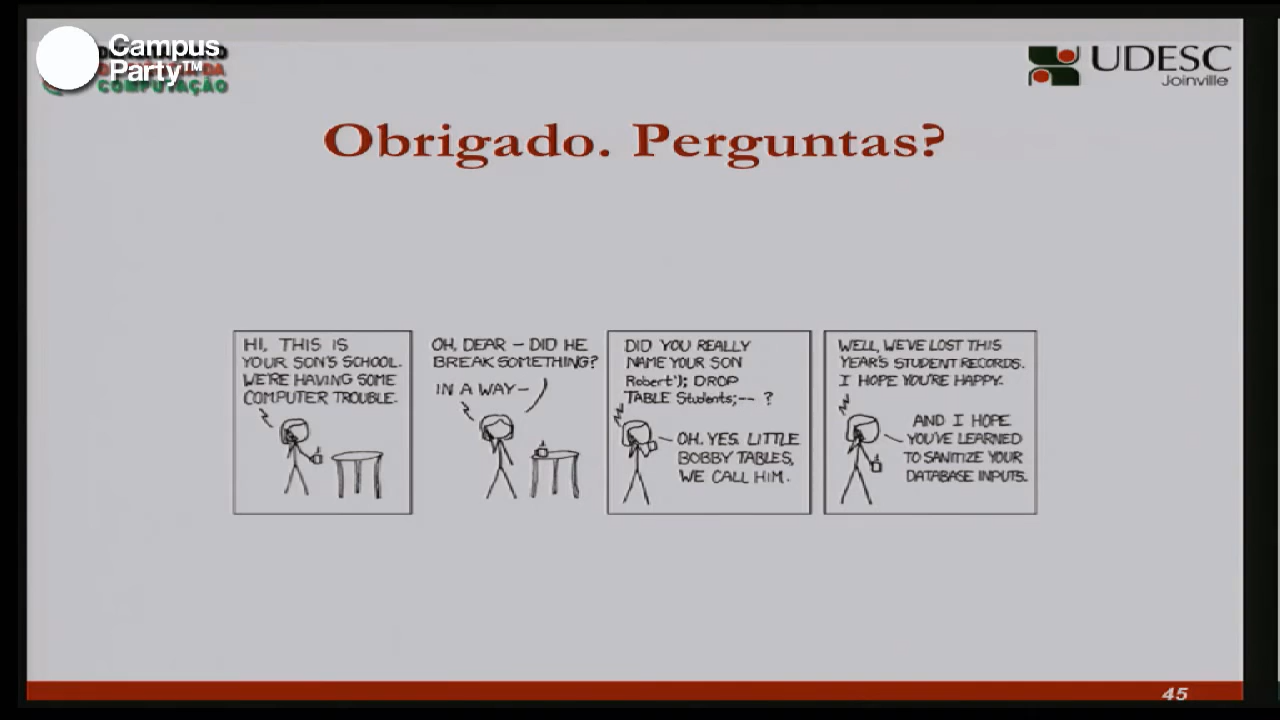 Campus
Party™
COMPUTAÇÃO
UDESC
Joinville
Obrigado. Perguntas?
HI, THIS IS
YOUR SON'S SCHOOL.
WE'RE HAVING SOME
COMPUTER TROUBLE.
OH, DEAR – DID HE
BREAK SOMETHING?
IN A WAY–
DID YOU REALLY
NAME YOUR SON
Robert'); DROP
TABLE Students;-- ?
OH. YES. LITTLE
BOBBY TABLES,
WE CALL HIM.
WELL, WE'VE LOST THIS
YEAR'S STUDENT RECORDS.
I HOPE YOU'RE HAPPY.
AND I HOPE
YOU'VE LEARNED
TO SANITIZE YOUR
DATABASE INPUTS.
45